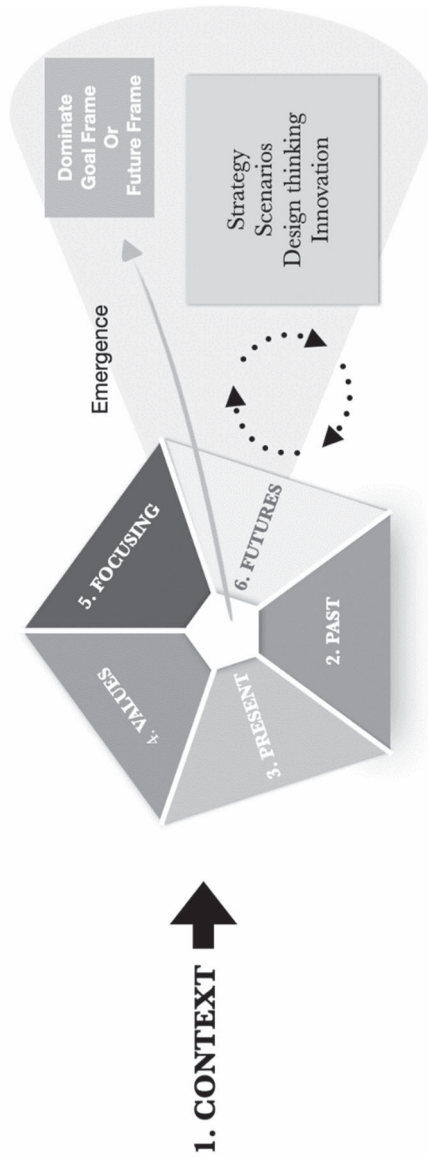 1. CONTEXT
2. PAST
3. PRESENT
4. VALUES
5. FOCUSING
6. FUTURES
Emergence
Dominate
Goal Frame
Or
Future Frame
Strategy
Scenarios
Design thinking
Innovation